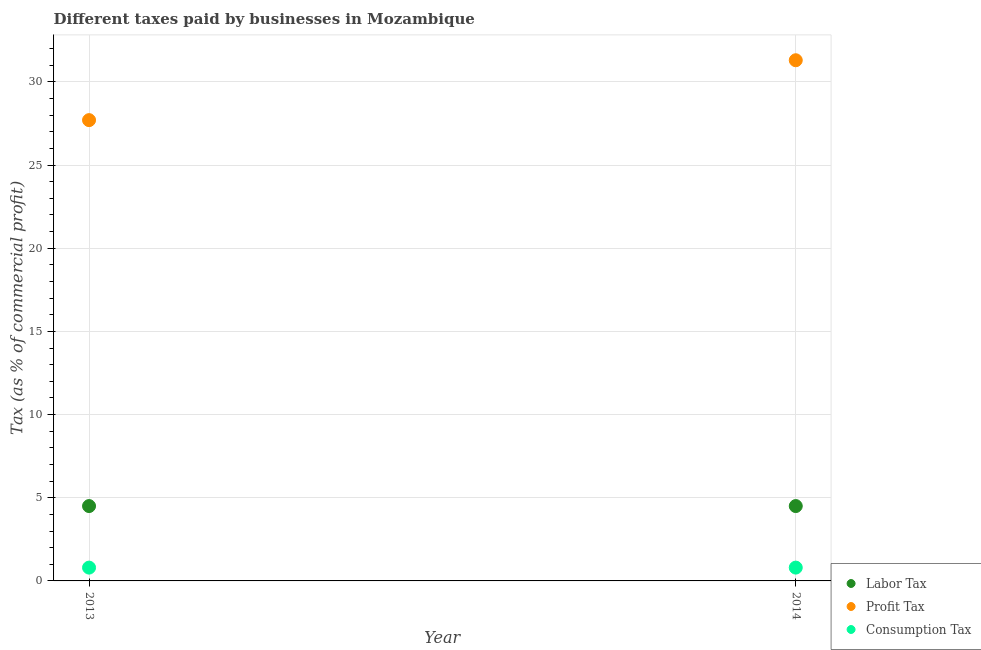 Different taxes paid by businesses in Mozambique
Tax (as % of commercial profit)
30
25
20
15
10
5
0
2013
2014
Year
Labor Tax
Profit Tax
Consumption Tax